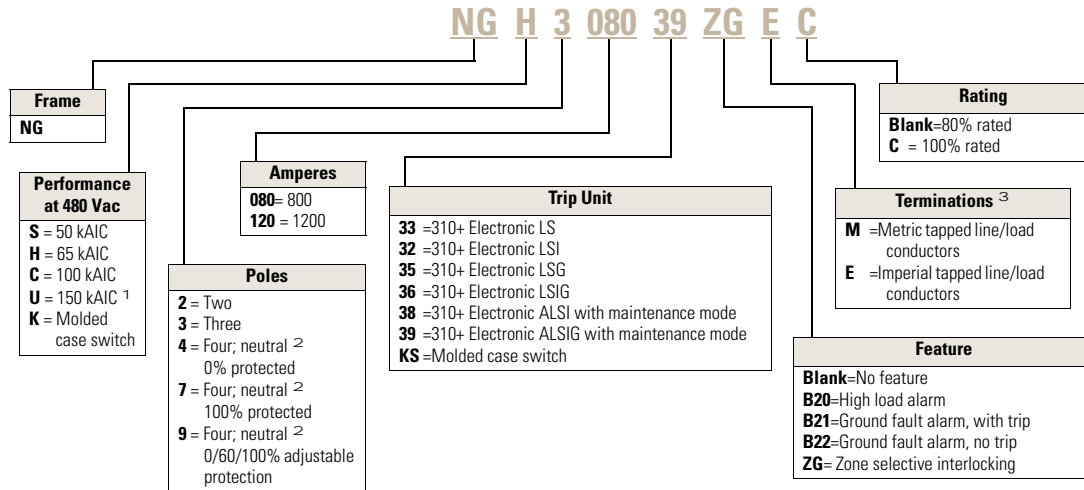 NG H 3 080 39 ZG E C
Frame
NG
Performance
at 480 Vac
S = 50 kAIC
H = 65 kAIC
C = 100 kAIC
U = 150 kAIC 1
K = Molded
case switch
Poles
2 = Two
3 = Three
4 = Four; neutral 2
0% protected
7 = Four; neutral 2
100% protected
9 = Four; neutral 2
0/60/100% adjustable
protection
Amperes
080= 800
120 = 1200
Trip Unit
33 =310+ Electronic LS
32 =310+ Electronic LSI
35 =310+ Electronic LSG
36 =310+ Electronic LSIG
38 =310+ Electronic ALSI with maintenance mode
39 =310+ Electronic ALSIG with maintenance mode
KS =Molded case switch
Feature
Blank=No feature
B20=High load alarm
B21=Ground fault alarm, with trip
B22=Ground fault alarm, no trip
ZG= Zone selective interlocking
Terminations 3
M =Metric tapped line/load
conductors
E =Imperial tapped line/load
conductors
Rating
Blank=80% rated
C = 100% rated